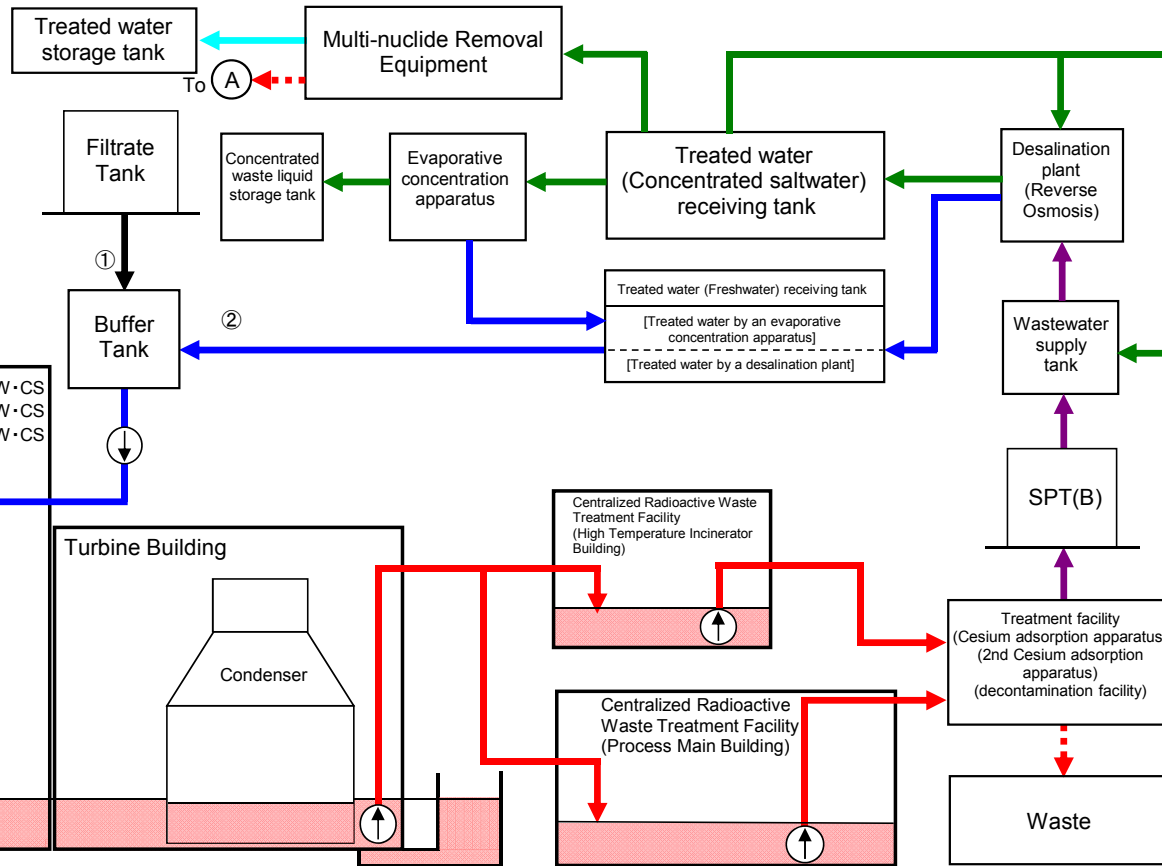 Treated water
storage tank
Multi-nuclide Removal
Equipment
To A
Filtrate
Tank
Concentrated
waste liquid
storage tank
Evaporative
concentration
apparatus
Treated water
(Concentrated saltwater)
receiving tank
Desalination
plant
(Reverse
Osmosis)
①
Buffer
Tank
②
Treated water (Freshwater) receiving tank
[Treated water by an evaporative
concentration apparatus]
[Treated water by a desalination plant]
Wastewater
supply
tank
W・CS
W・CS
W・CS
SPT(B)
Centralized Radioactive Waste
Treatment Facility
(High Temperature Incinerator
Building)
Turbine Building
Condenser
Treatment facility
(Cesium adsorption apparatus
(2nd Cesium adsorption
apparatus)
(decontamination facility)
Centralized Radioactive
Waste Treatment Facility
(Process Main Building)
Waste